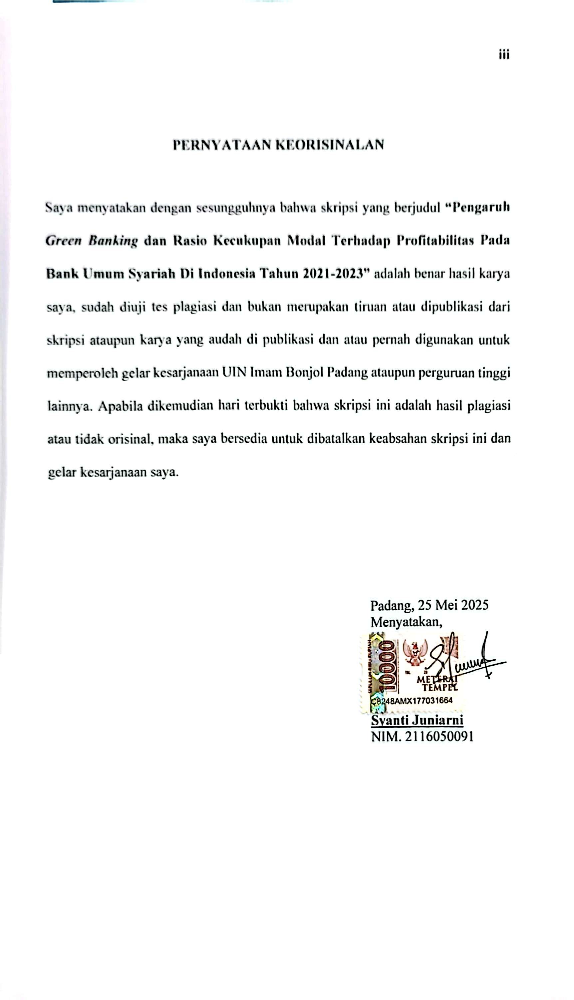 iii
PERNYATAAN KEORISINALAN
Saya menyatakan dengan sesungguhnya bahwa skripsi yang berjudul “Pengaruh
Green Banking dan Rasio Kecukupan Modal Terhadap Profitabilitas Pada
Bank Umum Syariah Di Indonesia Tahun 2021-2023” adalah benar hasil karya
saya, sudah diuji tes plagiasi dan bukan merupakan tiruan atau dipublikasi dari
skripsi ataupun karya yang audah di publikasi dan atau pernah digunakan untuk
memperoleh gelar kesarjanaan UIN Imam Bonjol Padang ataupun perguruan tinggi
lainnya. Apabila dikemudian hari terbukti bahwa skripsi ini adalah hasil plagiasi
atau tidak orisinal, maka saya bersedia untuk dibatalkan keabsahan skripsi ini dan
gelar kesarjanaan saya.
Padang, 25 Mei 2025
Menyatakan,
SEPULUH RIBU RUPIAH
10000
TGL 20
METERAI
TEMPEL
C8248AMX177031664
Syanti Juniarni
NIM. 2116050091